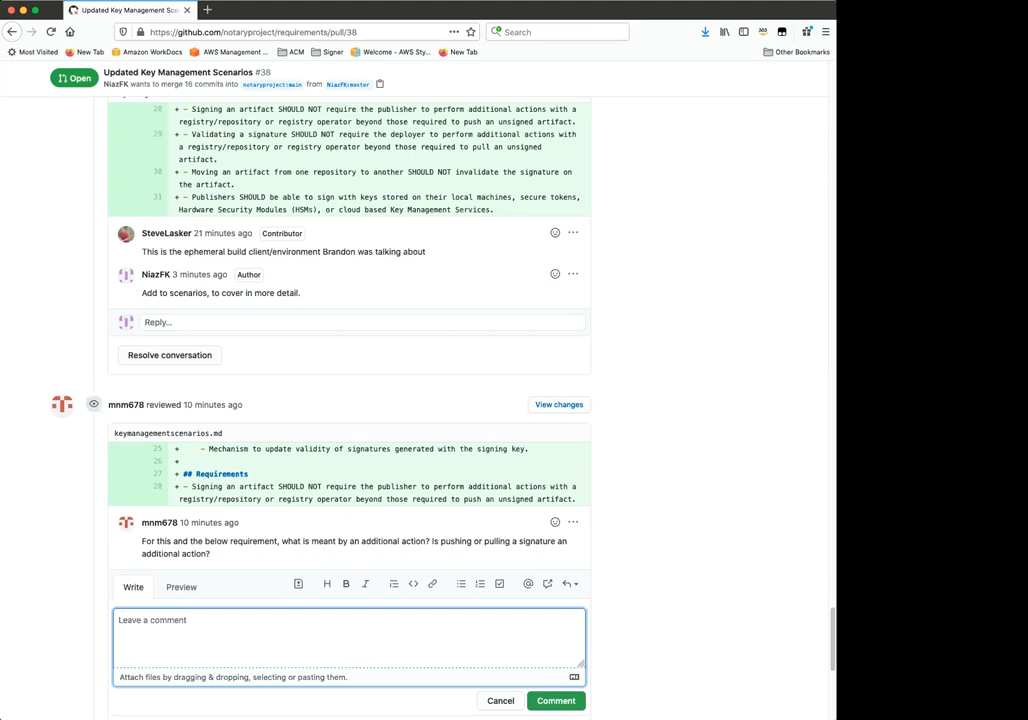 Updated Key Management Scen
https://github.com/notaryproject/requirements/pull/38
Search
Most Visited
New Tab
Amazon WorkDocs
AWS Management ...
ACM
Signer
Welcome - AWS Sty...
New Tab
Other Bookmarks
Open
Updated Key Management Scenarios #38
NiazFK wants to merge 16 commits into notaryproject:main from NiazFK:master
28 + - Signing an artifact SHOULD NOT require the publisher to perform additional actions with a
registry/repository or registry operator beyond those required to push an unsigned artifact.
29 + - Validating a signature SHOULD NOT require the deployer to perform additional actions with
a registry/repository or registry operator beyond those required to pull an unsigned
artifact.
30 + - Moving an artifact from one repository to another SHOULD NOT invalidate the signature on
the artifact.
31 + - Publishers SHOULD be able to sign with keys stored on their local machines, secure tokens,
Hardware Security Modules (HSMs), or cloud based Key Management Services.
SteveLasker 21 minutes ago Contributor
This is the ephemeral build client/environment Brandon was talking about
NiazFK 3 minutes ago Author
Add to scenarios, to cover in more detail.
Reply...
Resolve conversation
mnm678 reviewed 10 minutes ago
View changes
keymanagementscenarios.md
25 + - Mechanism to update validity of signatures generated with the signing key.
26 +
27 + ## Requirements
28 + - Signing an artifact SHOULD NOT require the publisher to perform additional actions with a
registry/repository or registry operator beyond those required to push an unsigned artifact.
mnm678 10 minutes ago
For this and the below requirement, what is meant by an additional action? Is pushing or pulling a signature an
additional action?
Write
Preview
Leave a comment
Attach files by dragging & dropping, selecting or pasting them.
Cancel
Comment